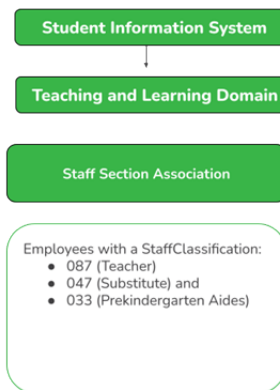 Student Information System
Teaching and Learning Domain
Staff Section Association
Employees with a StaffClassification:
● 087 (Teacher)
● 047 (Substitute) and
● 033 (Prekindergarten Aides)